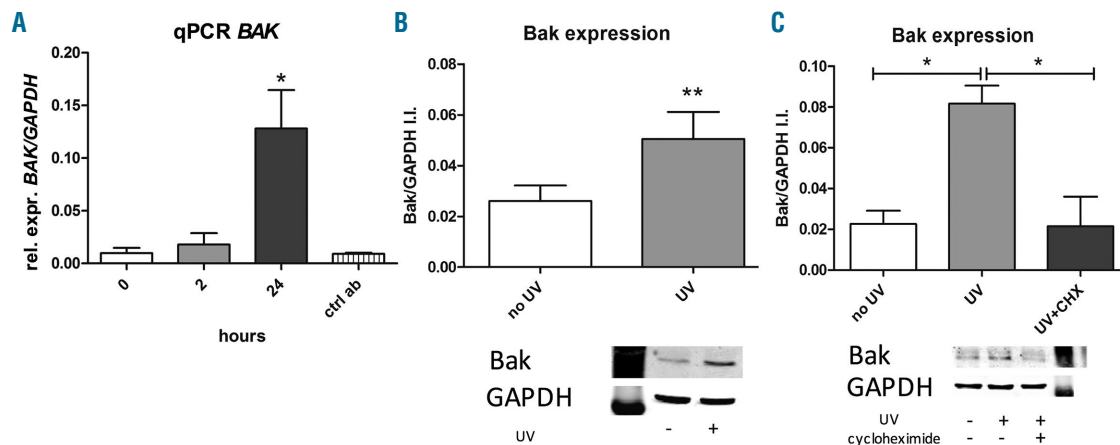 A
qPCR BAK
rel. expr. BAK/GAPDH
0.20
0.15
0.10
0.05
0.00
*
0
2
24
ctrl ab
hours
B
Bak expression
Bak/GAPDH I.I.
0.08
0.06
0.04
0.02
0.00
**
no UV
UV
Bak
GAPDH
UV - +
C
Bak expression
Bak/GAPDH I.I.
0.10
0.08
0.06
0.04
0.02
0.00
* *
no UV
UV
UV+CHX
Bak
GAPDH
UV - + +
cycloheximide - - +